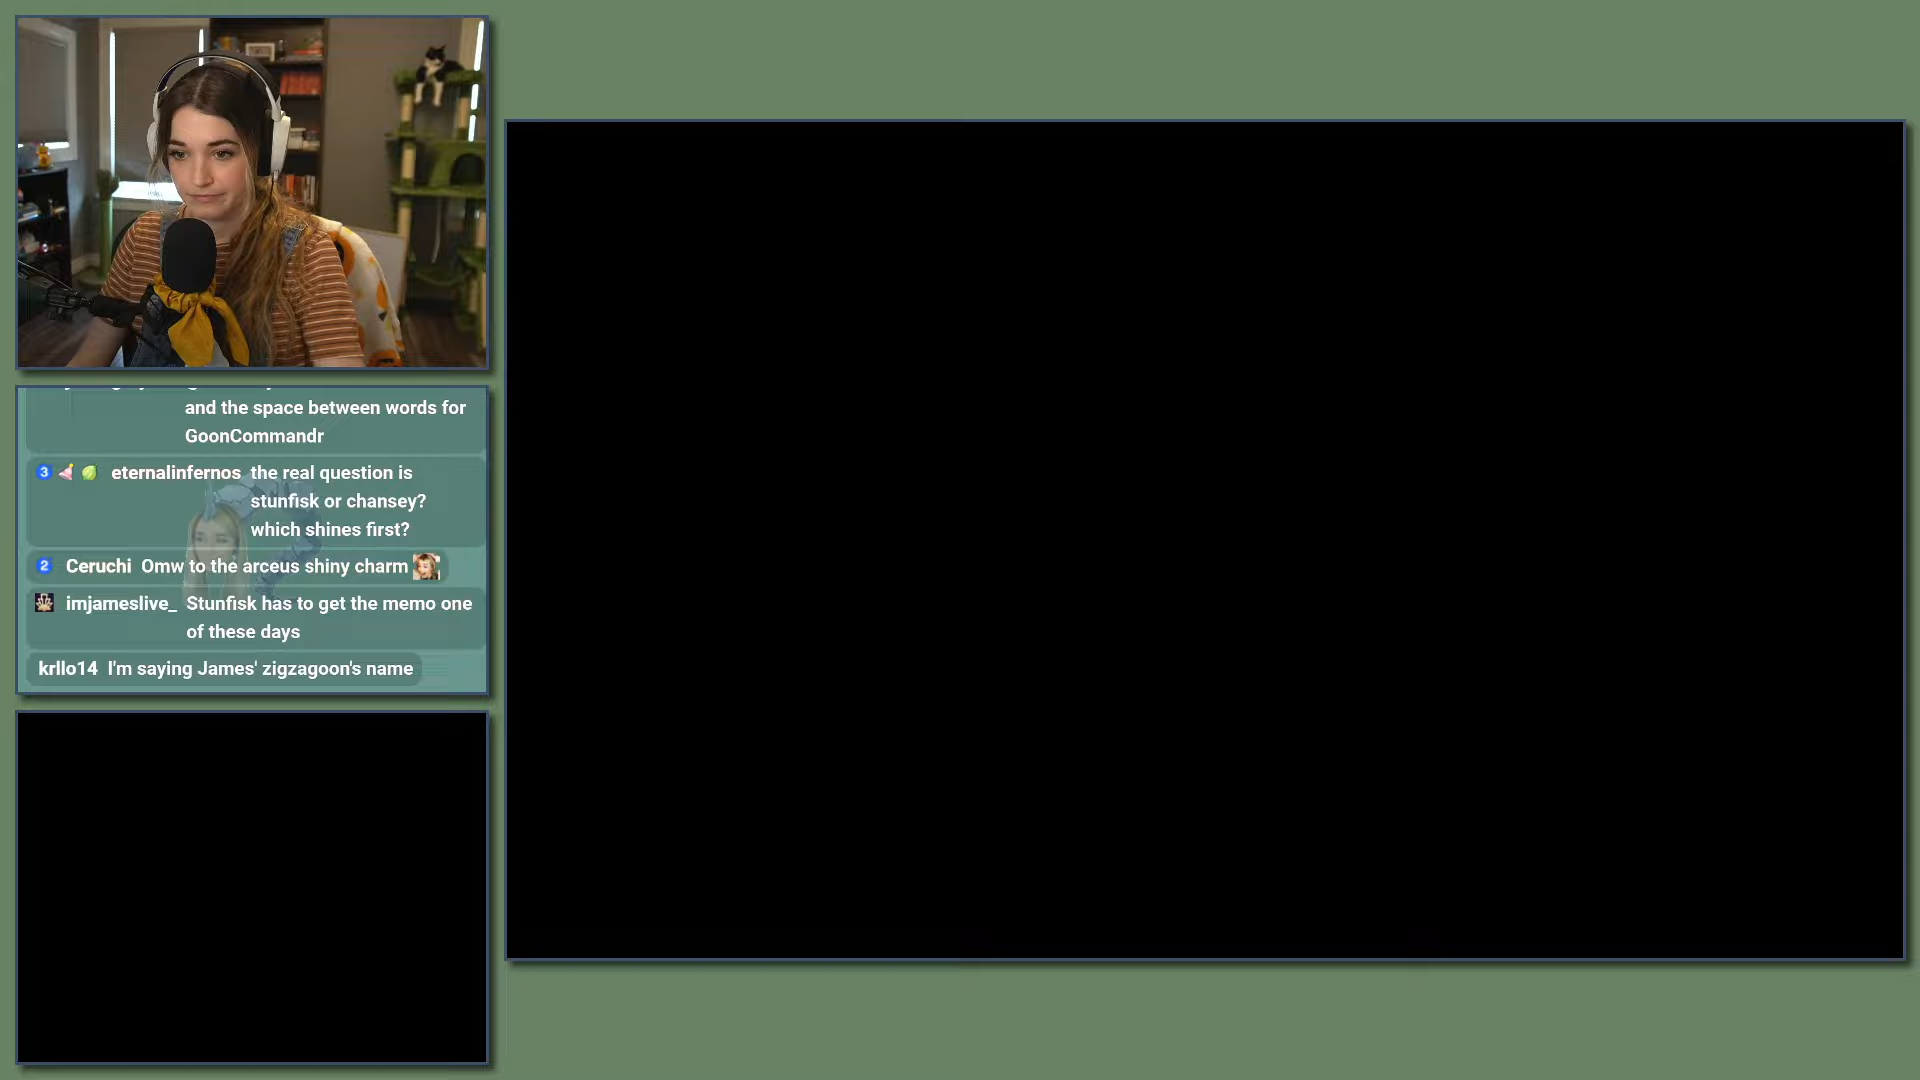 and the space between words for
GoonCommandr
3 eternalinfernos the real question is
stunfisk or chansey?
which shines first?
2 Ceruchi Omw to the arceus shiny charm
imjameslive_ Stunfisk has to get the memo one
of these days
krllo14 I'm saying James' zigzagoon's name